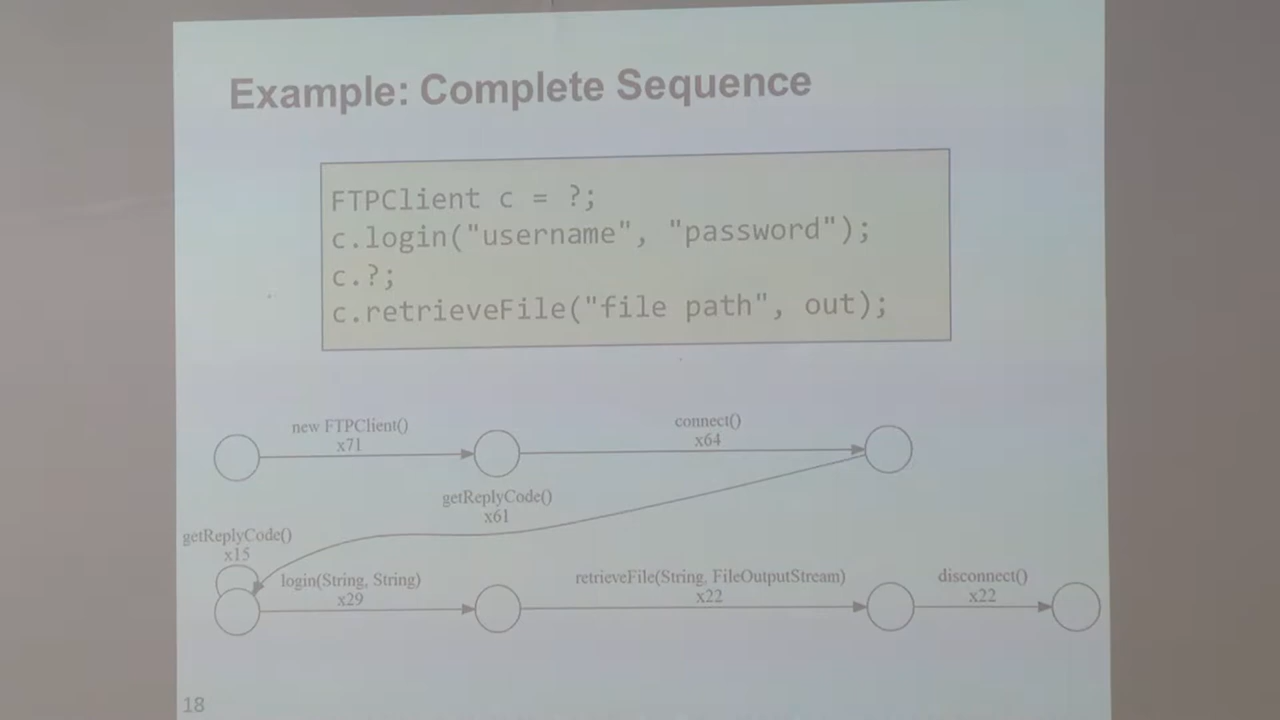 Example: Complete Sequence
FTPClient c = ?;
c.login("username", "password");
c.?;
c.retrieveFile("file path", out);
new FTPClient()
x71
connect()
x64
getReplyCode()
x61
getReplyCode()
x15
login(String, String)
x29
retrieveFile(String, FileOutputStream)
x22
disconnect()
x22
18